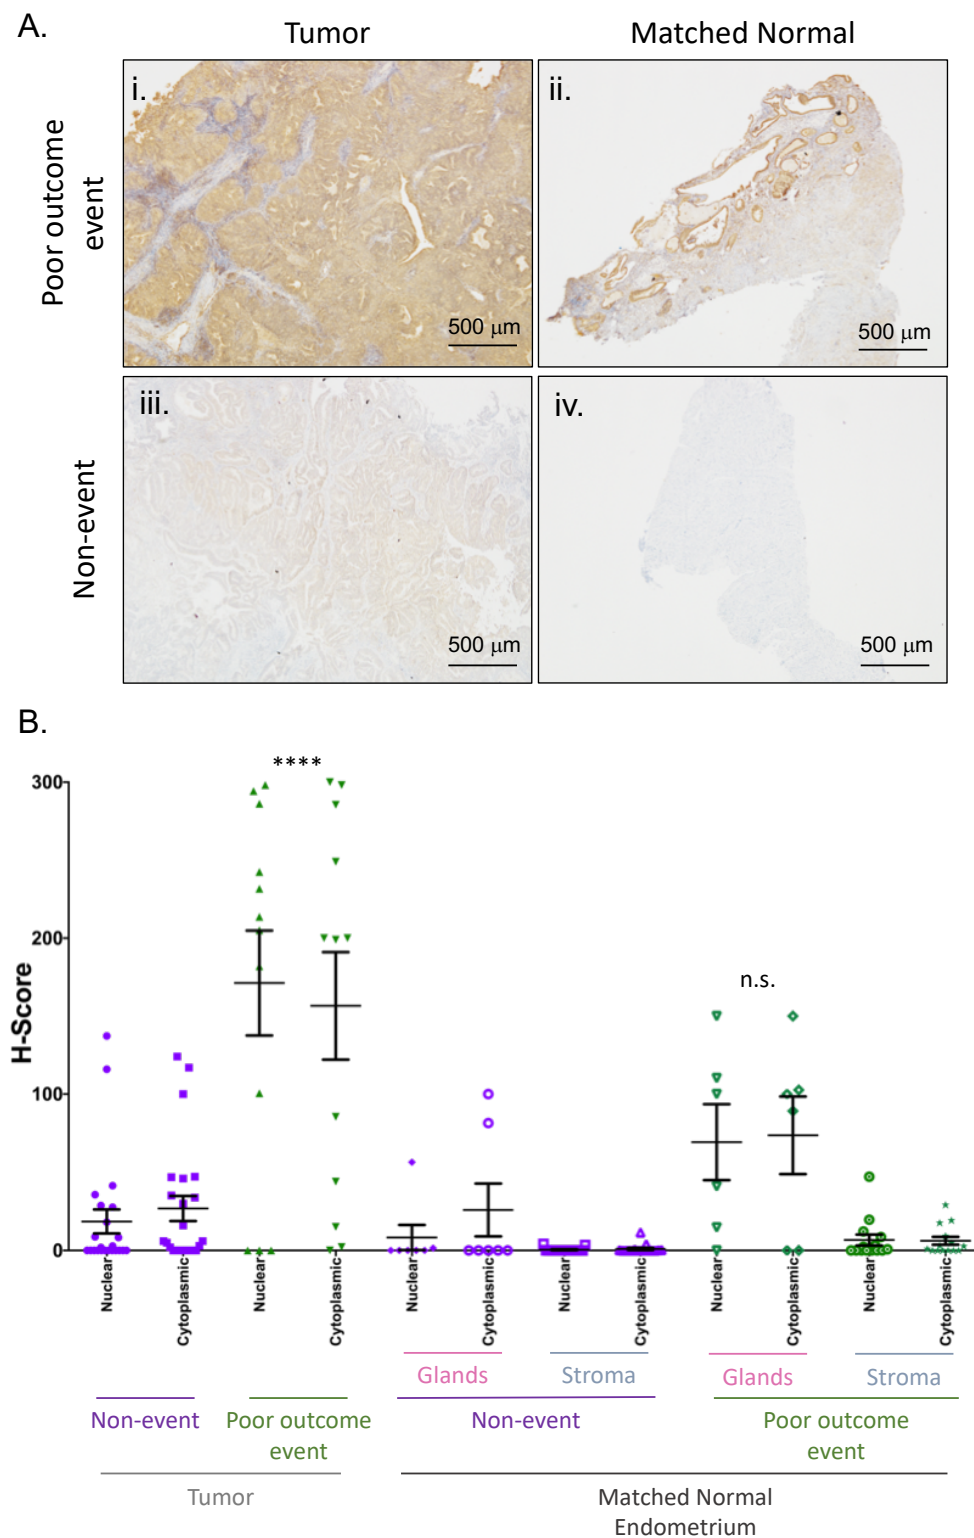 A.
Tumor
Matched Normal
Poor outcome
event
i.
500 μm
ii.
500 μm
Non-event
iii.
500 μm
iv.
500 μm
B.
H-Score
300
200
100
0
****
n.s.
Nuclear
Cytoplasmic
Nuclear
Cytoplasmic
Nuclear
Cytoplasmic
Nuclear
Cytoplasmic
Nuclear
Cytoplasmic
Nuclear
Cytoplasmic
Glands
Stroma
Glands
Stroma
Non-event
Poor outcome
event
Non-event
Poor outcome
event
Tumor
Matched Normal
Endometrium